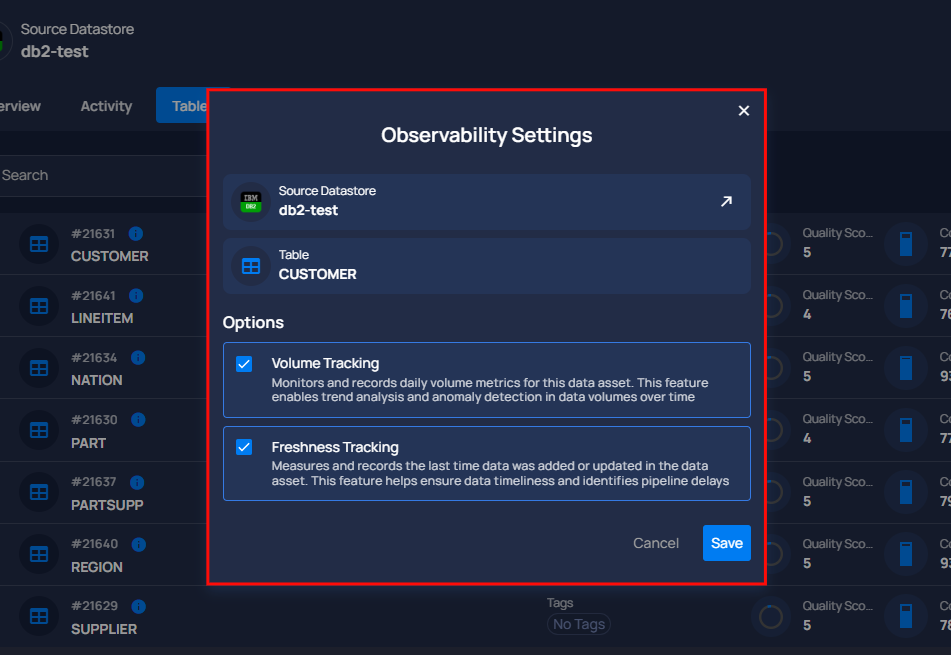 Source Datastore
db2-test
erview
Activity
Table
Search
Observability Settings
Source Datastore
IBM
DB2
db2-test
Table
CUSTOMER
Options
Volume Tracking
Monitors and records daily volume metrics for this data asset. This feature
enables trend analysis and anomaly detection in data volumes over time
Freshness Tracking
Measures and records the last time data was added or updated in the data
asset. This feature helps ensure data timeliness and identifies pipeline delays
Cancel
Save
#21631
CUSTOMER
Quality Sco...
5
#21641
LINEITEM
Quality Sco...
4
#21634
NATION
Quality Sco...
5
#21630
PART
Quality Sco...
4
#21637
PARTSUPP
Quality Sco...
5
#21640
REGION
Quality Sco...
5
#21629
SUPPLIER
Tags
No Tags
Quality Sco...
5